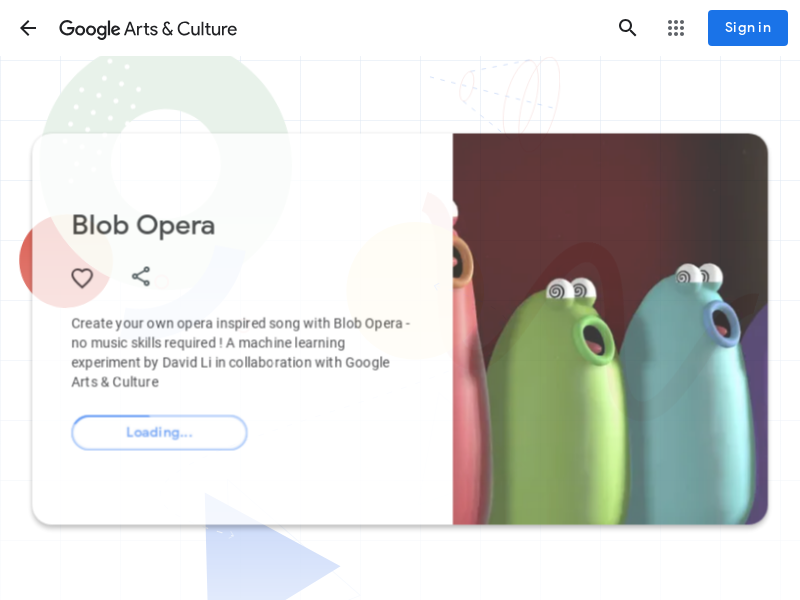 Google Arts & Culture
Sign in
Blob Opera
Create your own opera inspired song with Blob Opera -
no music skills required ! A machine learning
experiment by David Li in collaboration with Google
Arts & Culture
Loading...